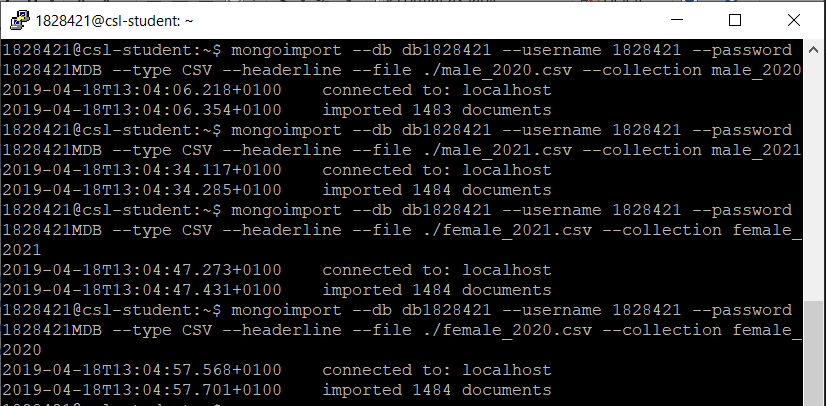 1828421@csl-student: ~
1828421@csl-student:~$ mongoimport --db db1828421 --username 1828421 --password
1828421MDB --type CSV --headerline --file ./male_2020.csv --collection male_2020
2019-04-18T13:04:06.218+0100    connected to: localhost
2019-04-18T13:04:06.354+0100    imported 1483 documents
1828421@csl-student:~$ mongoimport --db db1828421 --username 1828421 --password
1828421MDB --type CSV --headerline --file ./male_2021.csv --collection male_2021
2019-04-18T13:04:34.117+0100    connected to: localhost
2019-04-18T13:04:34.285+0100    imported 1484 documents
1828421@csl-student:~$ mongoimport --db db1828421 --username 1828421 --password
1828421MDB --type CSV --headerline --file ./female_2021.csv --collection female_
2021
2019-04-18T13:04:47.273+0100    connected to: localhost
2019-04-18T13:04:47.431+0100    imported 1484 documents
1828421@csl-student:~$ mongoimport --db db1828421 --username 1828421 --password
1828421MDB --type CSV --headerline --file ./female_2020.csv --collection female_
2020
2019-04-18T13:04:57.568+0100    connected to: localhost
2019-04-18T13:04:57.701+0100    imported 1484 documents